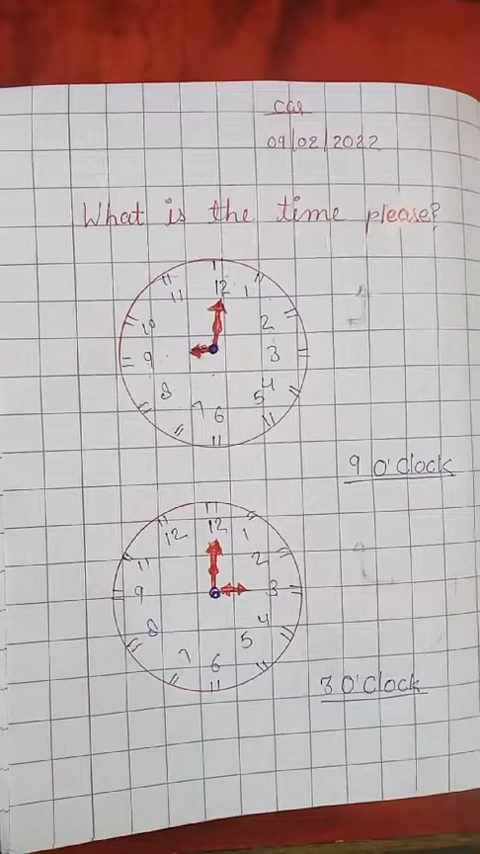 CW
09/02/2022
What is the time please?
12
11 1
10 2
9 3
8 4
7 6 5
9 O'clock
12 12 1
11 2
9 3
8 4
7 6 5
3 O'clock